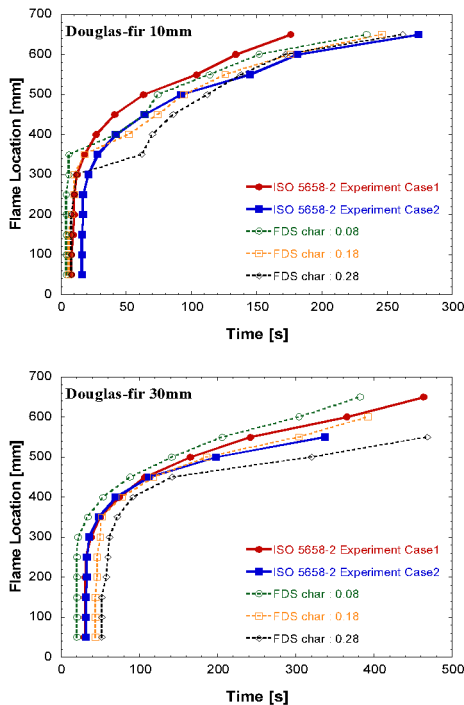 Douglas-fir 10mm
700
600
500
400
300
200
100
0
Flame Location [mm]
ISO 5658-2 Experiment Case1
ISO 5658-2 Experiment Case2
FDS char : 0.08
FDS char : 0.18
FDS char : 0.28
0 50 100 150 200 250 300
Time [s]
Douglas-fir 30mm
700
600
500
400
300
200
100
0
Flame Location [mm]
ISO 5658-2 Experiment Case1
ISO 5658-2 Experiment Case2
FDS char : 0.08
FDS char : 0.18
FDS char : 0.28
0 100 200 300 400 500
Time [s]